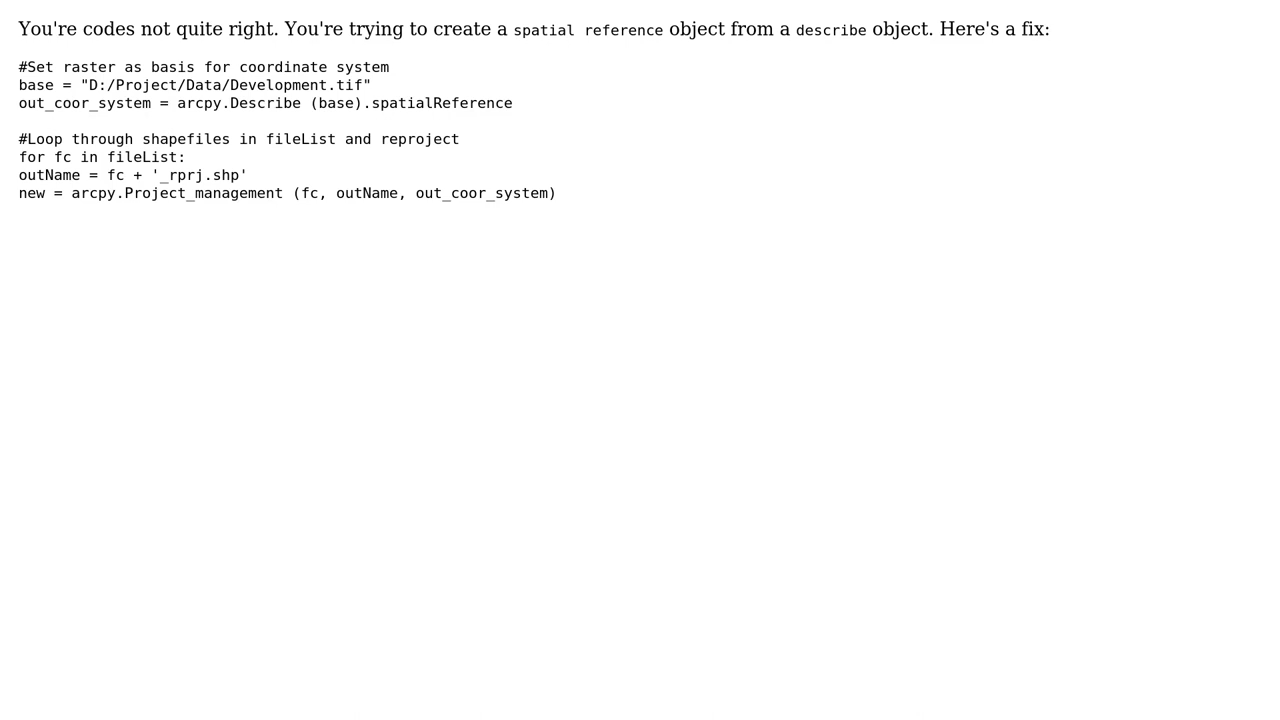 You're codes not quite right. You're trying to create a spatial reference object from a describe object. Here's a fix:
#Set raster as basis for coordinate system
base = "D:/Project/Data/Development.tif"
out_coor_system = arcpy.Describe (base).spatialReference
#Loop through shapefiles in fileList and reproject
for fc in fileList:
outName = fc + '_rprj.shp'
new = arcpy.Project_management (fc, outName, out_coor_system)